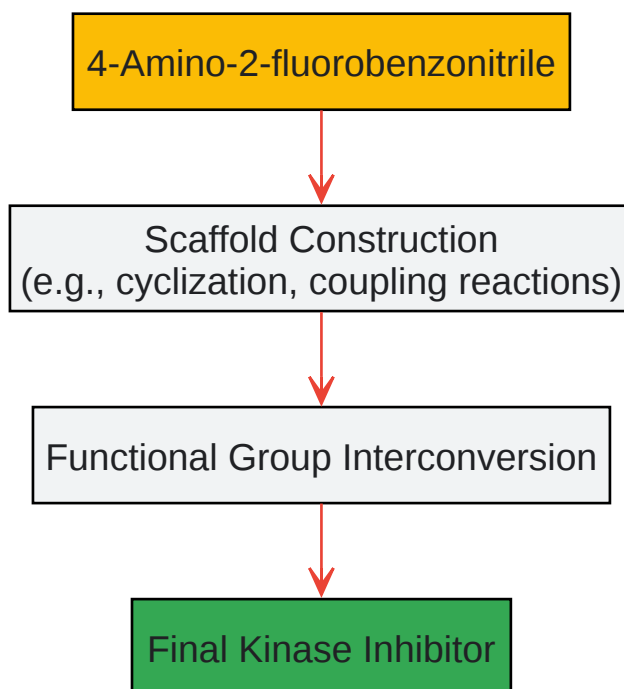 4-Amino-2-fluorobenzonitrile
Scaffold Construction
(e.g., cyclization, coupling reactions)
Functional Group Interconversion
Final Kinase Inhibitor